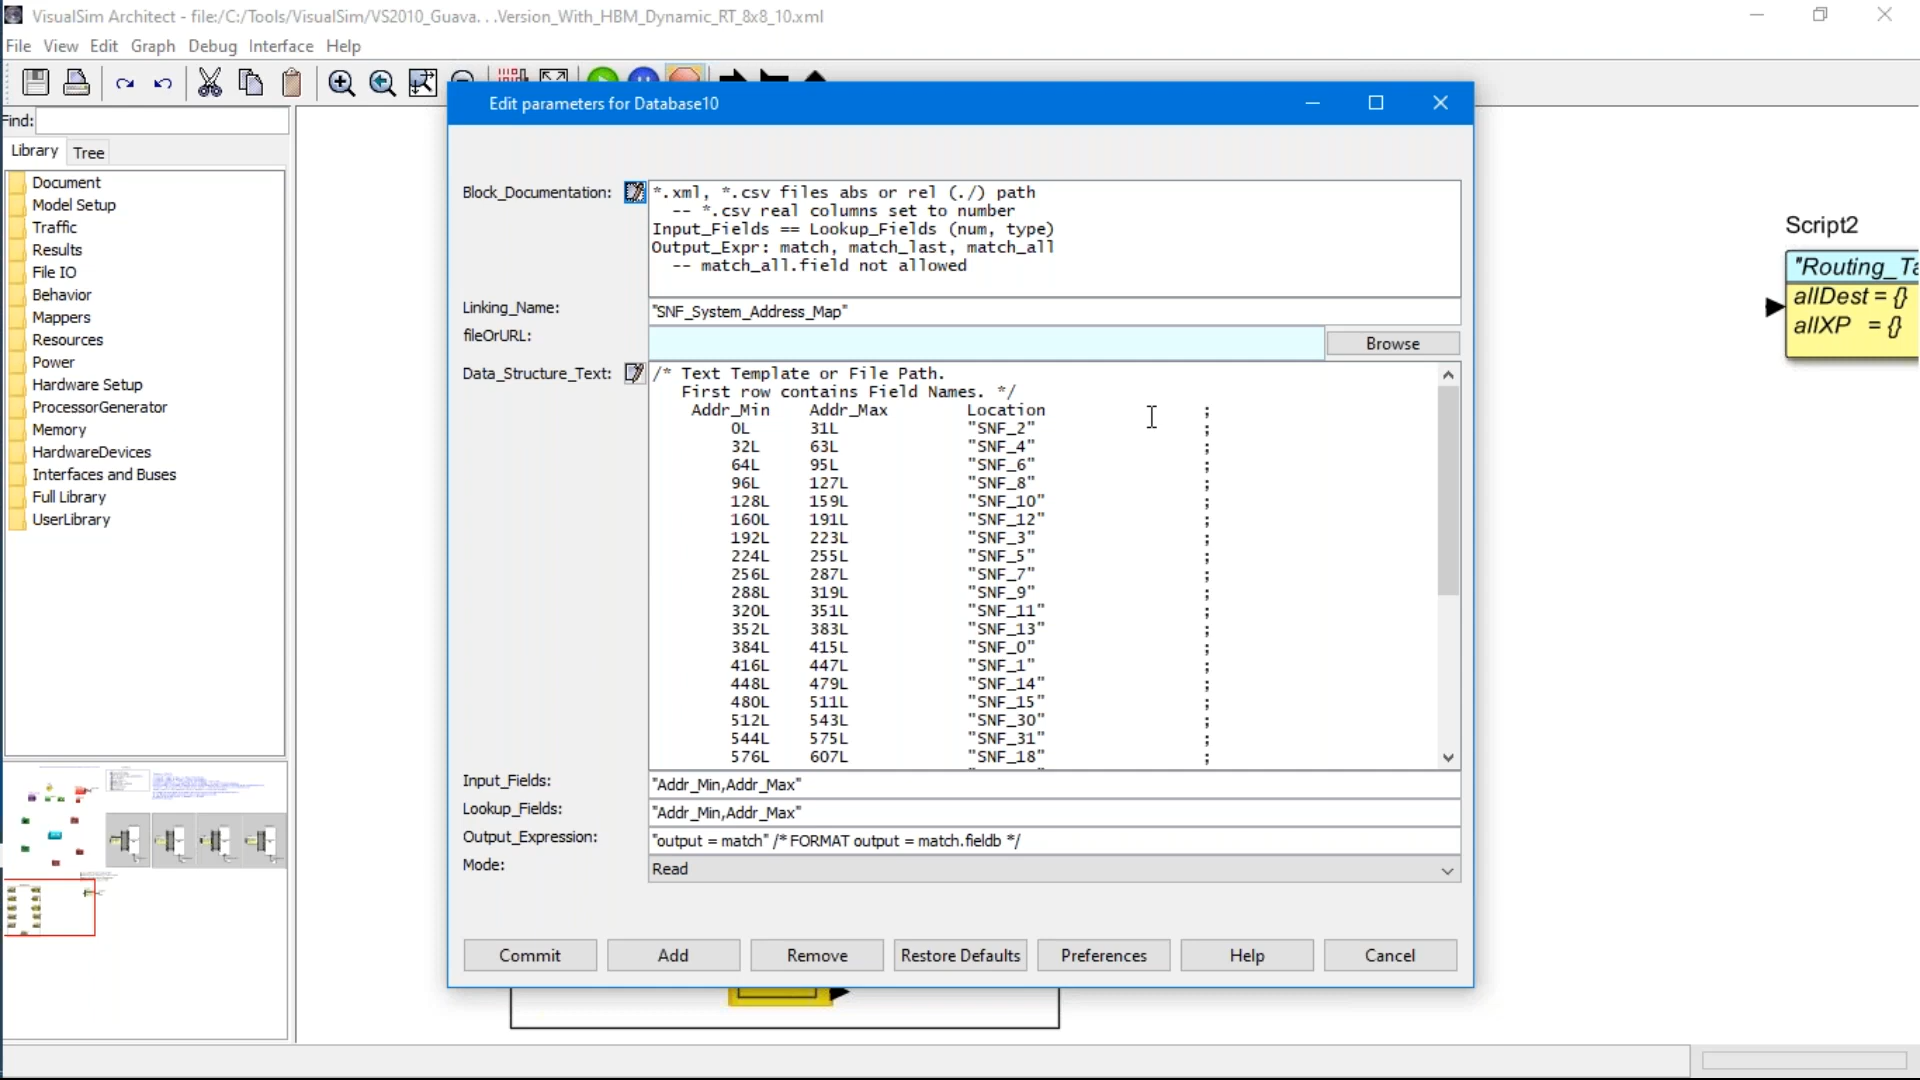 VisualSim Architect - file:/C:/Tools/VisualSim/VS2010_Guava. . .Version_With_HBM_Dynamic_RT_8x8_10.xml
File View Edit Graph Debug Interface Help
Find:
Library Tree
Document
Model Setup
Traffic
Results
File IO
Behavior
Mappers
Resources
Power
Hardware Setup
ProcessorGenerator
Memory
HardwareDevices
Interfaces and Buses
Full Library
UserLibrary
Edit parameters for Database10
Block_Documentation:
*.xml, *.csv files abs or rel (./) path
-- *.csv real columns set to number
Input_Fields == Lookup_Fields (num, type)
Output_Expr: match, match_last, match_all
-- match_all.field not allowed
Linking_Name: "SNF_System_Address_Map"
fileOrURL: Browse
Data_Structure_Text: /* Text Template or File Path.
First row contains Field Names. */
Addr_Min Addr_Max Location ;
0L 31L "SNF_2" ;
32L 63L "SNF_4" ;
64L 95L "SNF_6" ;
96L 127L "SNF_8" ;
128L 159L "SNF_10" ;
160L 191L "SNF_12" ;
192L 223L "SNF_3" ;
224L 255L "SNF_5" ;
256L 287L "SNF_7" ;
288L 319L "SNF_9" ;
320L 351L "SNF_11" ;
352L 383L "SNF_13" ;
384L 415L "SNF_0" ;
416L 447L "SNF_1" ;
448L 479L "SNF_14" ;
480L 511L "SNF_15" ;
512L 543L "SNF_30" ;
544L 575L "SNF_31" ;
576L 607L "SNF_18" ;
Input_Fields: "Addr_Min,Addr_Max"
Lookup_Fields: "Addr_Min,Addr_Max"
Output_Expression: "output = match" /* FORMAT output = match.fieldb */
Mode: Read
Commit Add Remove Restore Defaults Preferences Help Cancel
Script2
"Routing_Ta
allDest = {}
allXP = {}